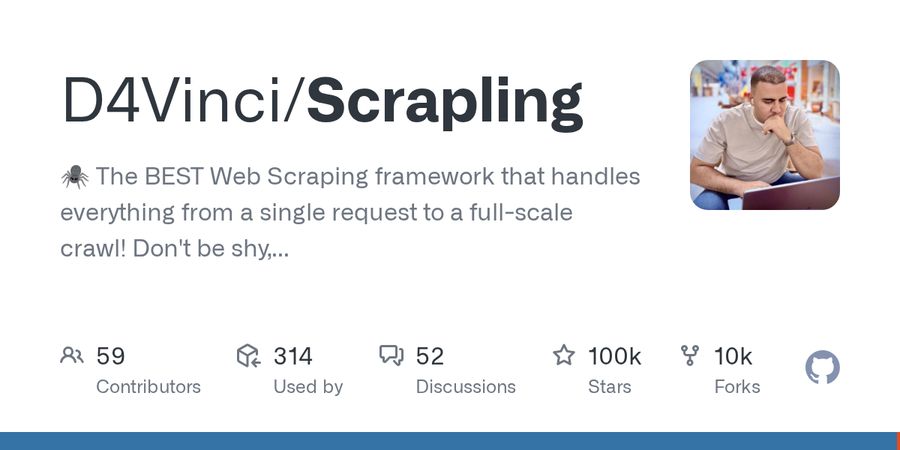 D4Vinci/Scrapling
🕷️ The BEST Web Scraping framework that handles
everything from a single request to a full-scale
crawl! Don't be shy,...
59
Contributors
314
Used by
52
Discussions
100k
Stars
10k
Forks